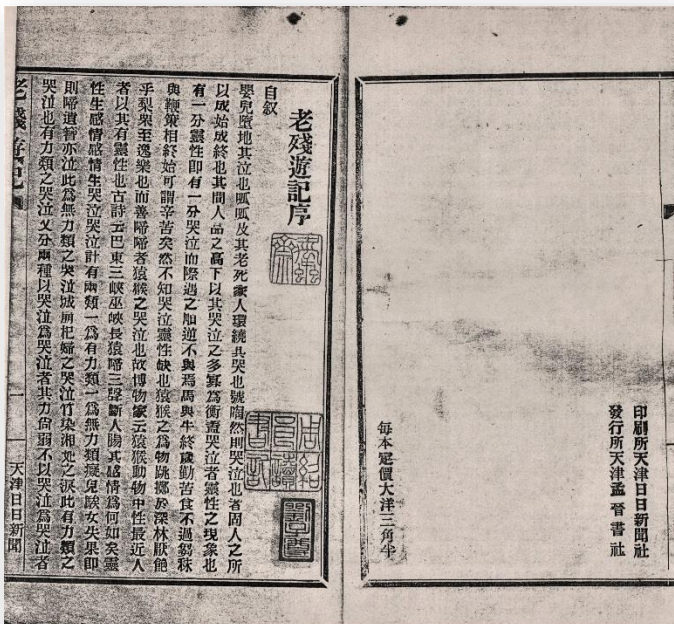 印刷所天津日日新聞社
發行所天津孟晉書社
每本定價大洋三角半
老殘遊記序
自叙
嬰兒墮地其泣也呱呱及其老死家人環繞其哭也號啕然則哭泣也者固人之所
以成始成終也其間人品之高下以其哭泣之多寡爲衡蓋哭泣者靈性之現象也
有一分靈性即有一分哭泣而際遇之順逆不與焉馬與牛終歲勤苦食不過芻秣
與鞭策相終始可謂辛苦矣然不知哭泣靈性缺也猿猴之爲物跳擲於深林厭飽
乎梨栗至逸樂也而善啼啼者猿猴之哭泣也故博物家云猿猴動物中性最近人
者以其有靈性也古詩云巴東三峽巫峽長猿啼三聲斷人腸其感情爲何如矣靈
性生感情感情生哭泣哭泣計有兩類一爲有力類一爲無力類癡兒騃女失果即
則啼遺簪亦泣此爲無力類之哭泣城崩杞婦之哭泣竹染湘妃之淚此有力類之
哭泣也有力類之哭泣又分兩種以哭泣爲哭泣者其力尙弱不以哭泣爲哭泣者
老殘遊記
一
天津日日新聞